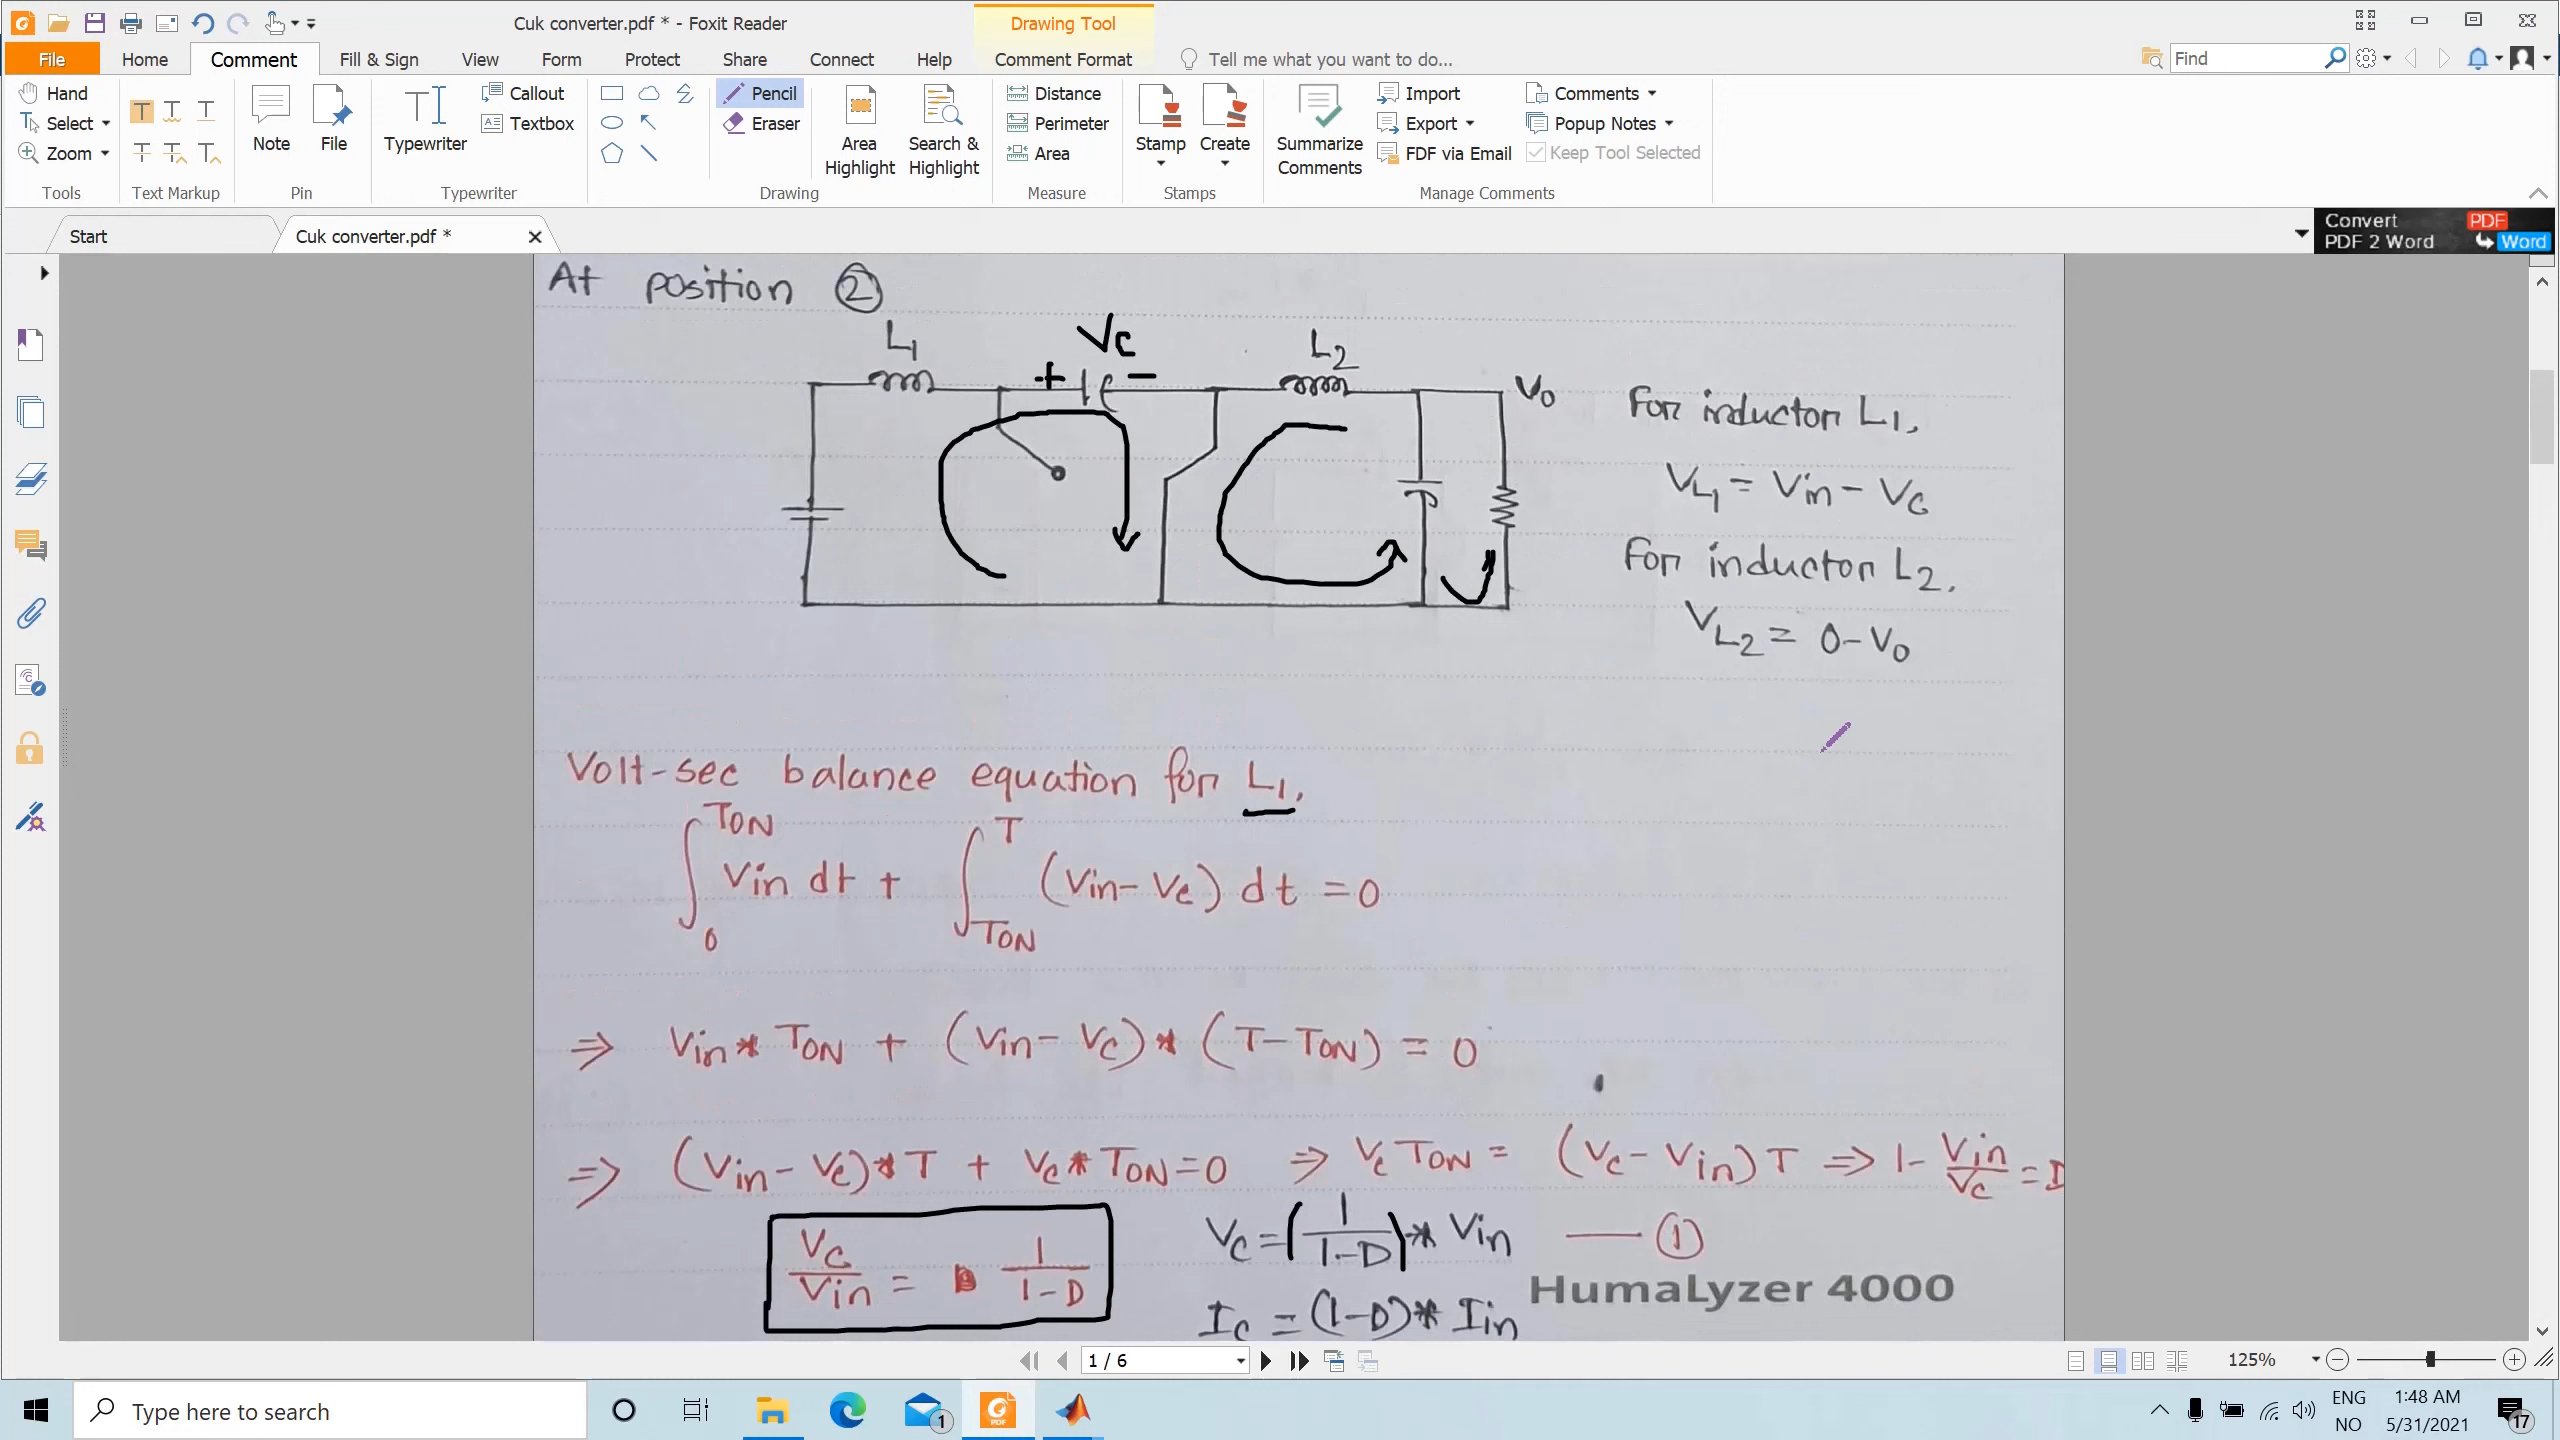 Cuk converter.pdf * - Foxit Reader
Drawing Tool
File Home Comment Fill & Sign View Form Protect Share Connect Help Comment Format Tell me what you want to do... Find
Hand
Select
Zoom
Tools
Text Markup
Note
File
Pin
Typewriter
Callout
Textbox
Typewriter
Pencil
Eraser
Area Highlight
Search & Highlight
Drawing
Distance
Perimeter
Area
Measure
Stamp
Create
Stamps
Summarize Comments
Import
Export
FDF via Email
Comments
Popup Notes
Keep Tool Selected
Manage Comments
Start
Cuk converter.pdf *
Convert PDF
PDF 2 Word Word
At position ②
L1
Vc
+ −
L2
Vo
For inductor L1,
VL1 = Vin - Vc
For inductor L2,
VL2 = 0 - Vo
Volt-sec balance equation for L1,
∫₀^TON Vin dt + ∫_TON^T (Vin - Vc) dt = 0
⇒ Vin * TON + (Vin - Vc) * (T - TON) = 0
⇒ (Vin - Vc) * T + Vc * TON = 0 ⇒ Vc TON = (Vc - Vin) T ⇒ 1 - Vin/Vc = D
Vc/Vin = 1/(1-D)
Vc = (1/(1-D)) * Vin — ①
HumaLyzer 4000
Ic = (1-D) * Iin
1 / 6
125%
Type here to search
1
PDF
ENG
NO
1:48 AM
5/31/2021
17